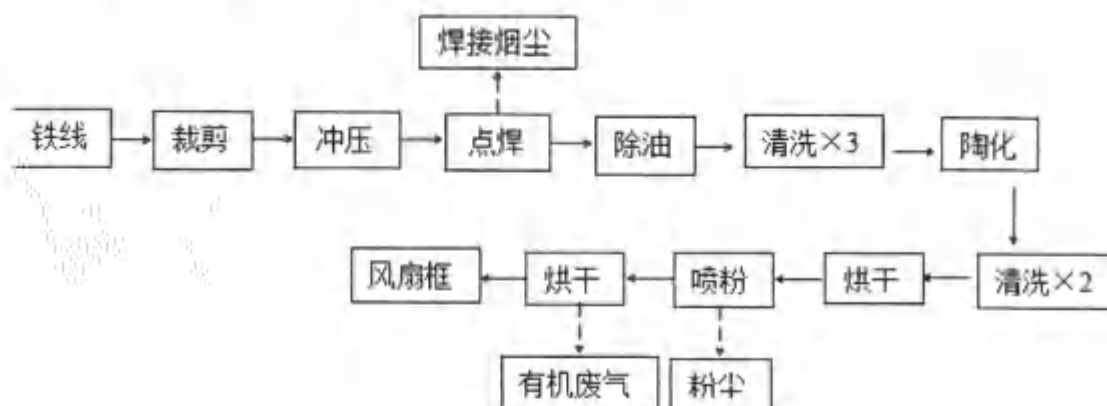 焊接烟尘
铁线 裁剪 冲压 点焊 除油 清洗×3 陶化
风扇框 烘干 喷粉 烘干 清洗×2
有机废气 粉尘